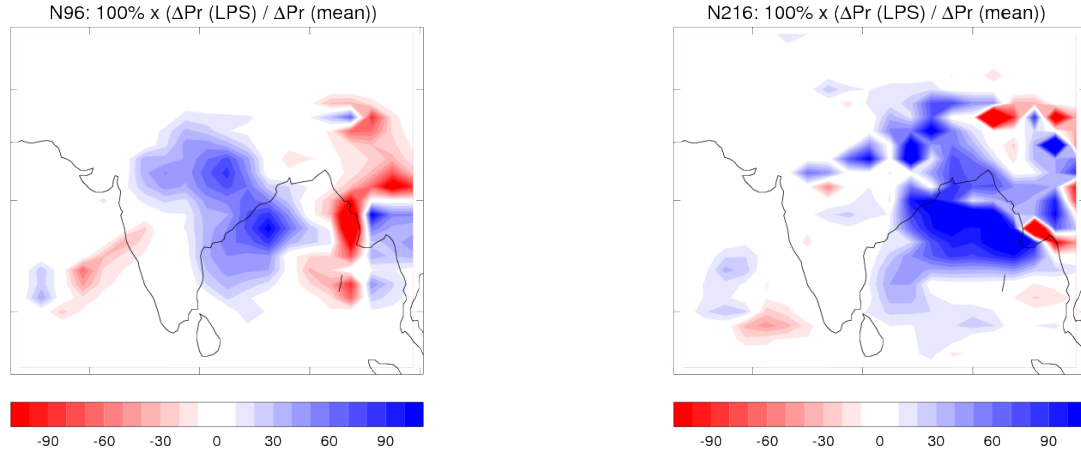 N96: 100% x (ΔPr (LPS) / ΔPr (mean))
N216: 100% x (ΔPr (LPS) / ΔPr (mean))
-90 -60 -30 0 30 60 90
-90 -60 -30 0 30 60 90